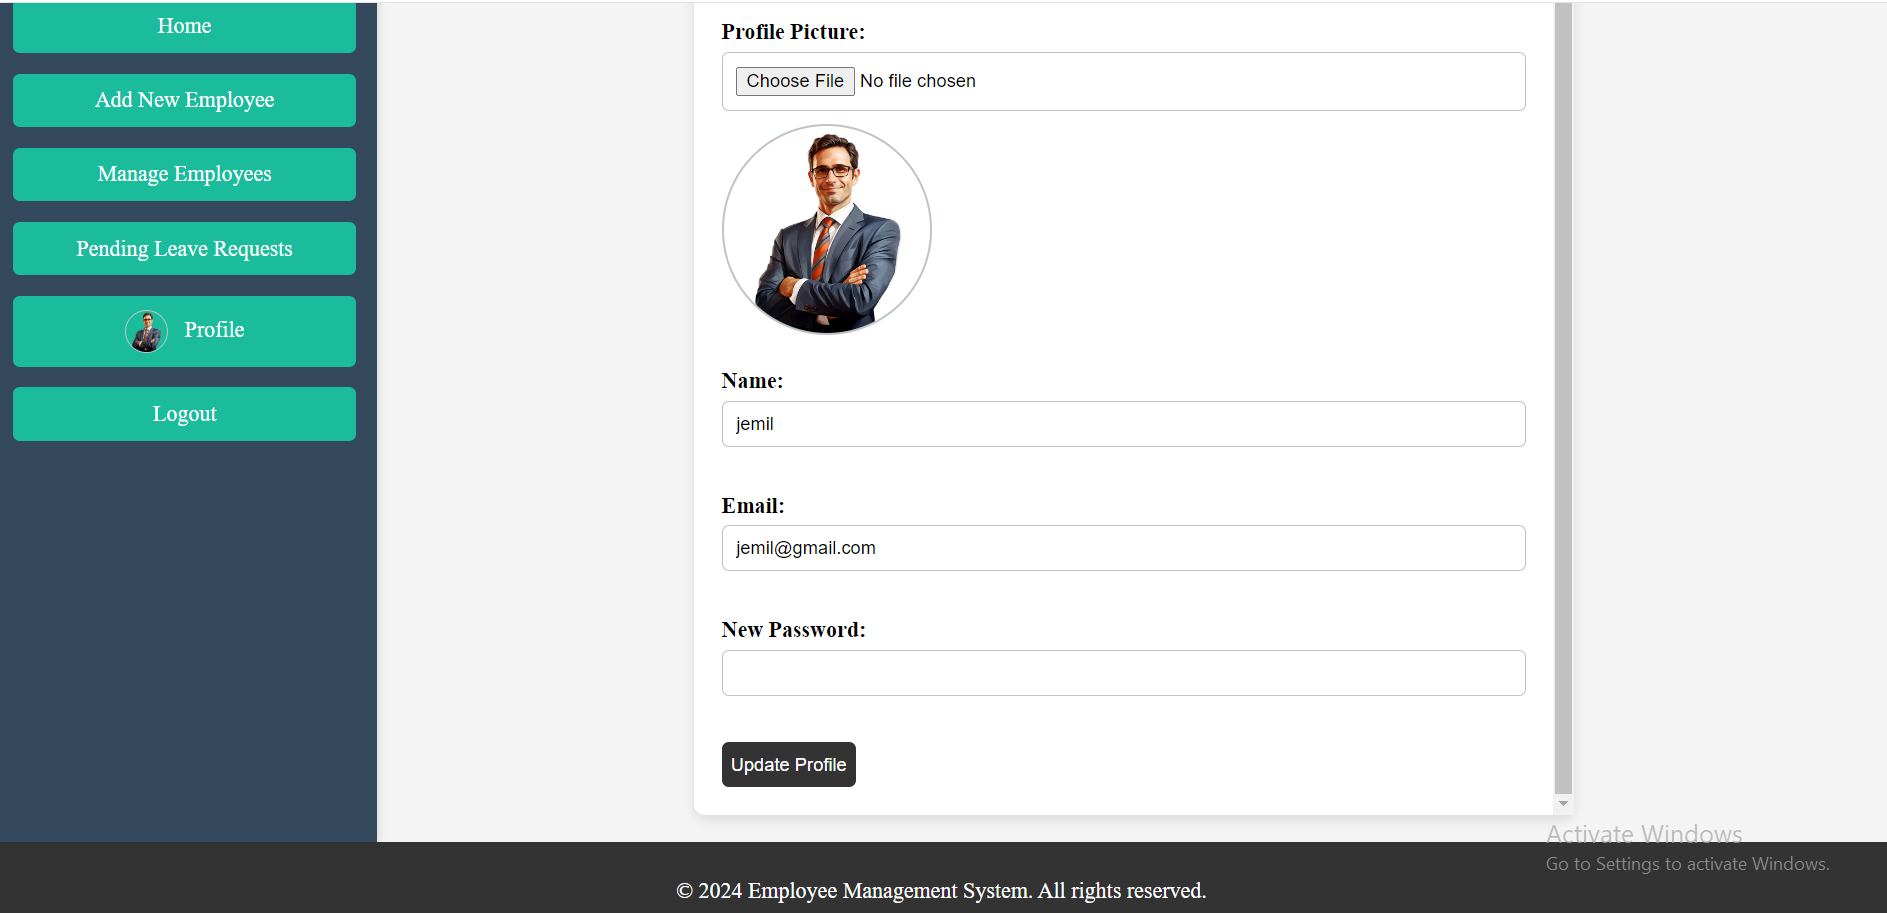 Home
Add New Employee
Manage Employees
Pending Leave Requests
Profile
Logout
Profile Picture:
Choose File No file chosen
Name:
jemil
Email:
jemil@gmail.com
New Password:
Update Profile
Activate Windows
Go to Settings to activate Windows.
© 2024 Employee Management System. All rights reserved.